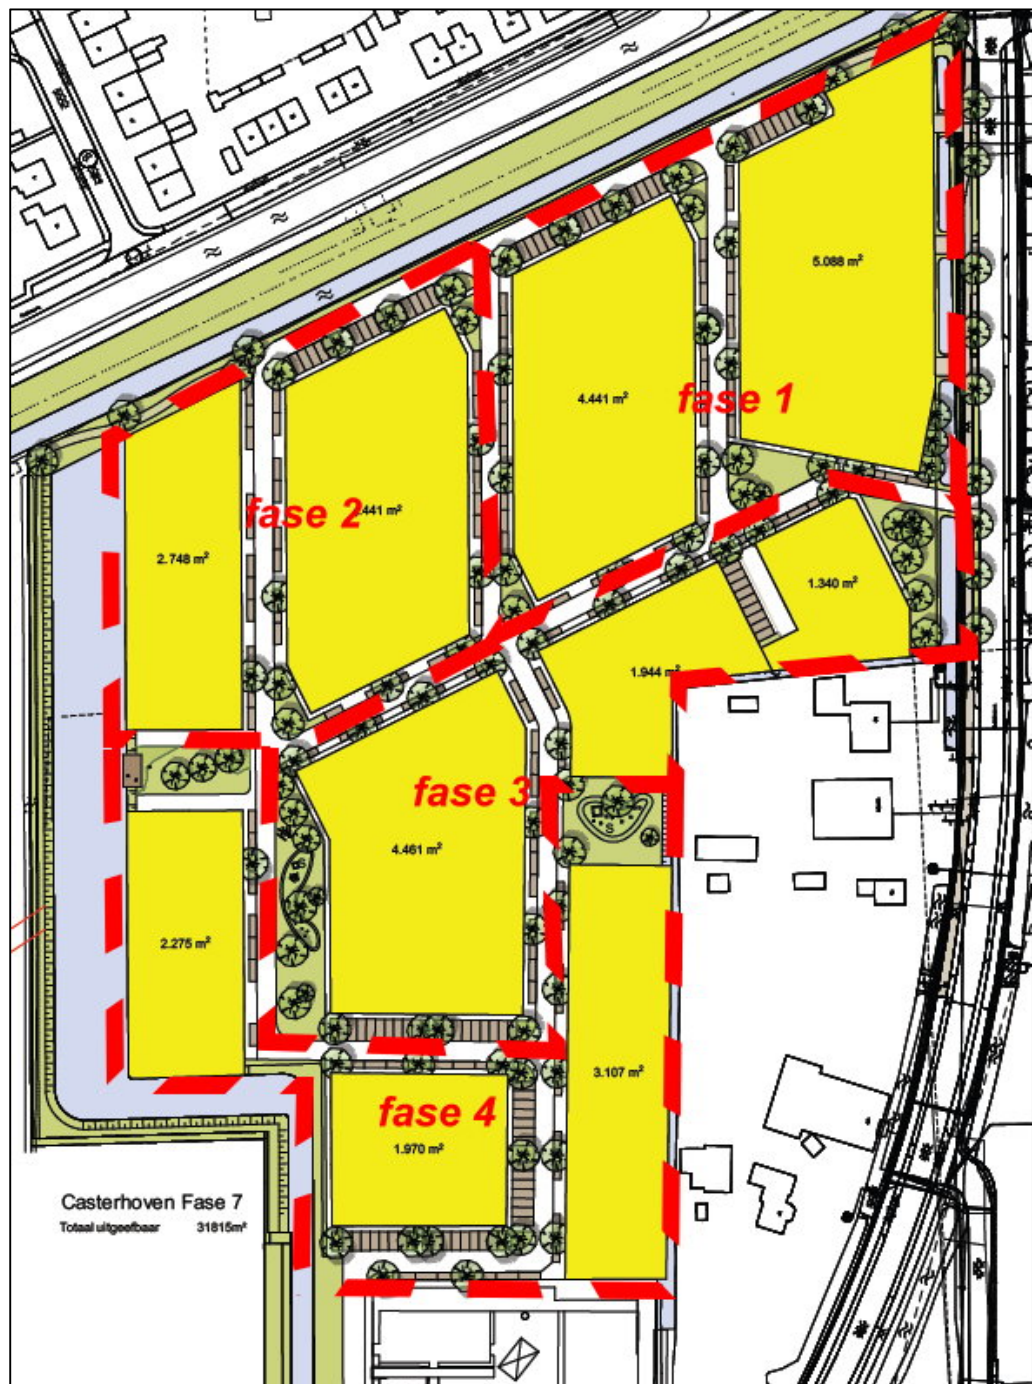 5.088 m²
4.441 m²
fase 1
fase 2
.441 m²
2.748 m²
1.340 m²
1.944 m²
fase 3
4.461 m²
S
S
2.275 m²
3.107 m²
fase 4
1.970 m²
Casterhoven Fase 7
Totaal uitgeefbaar 31815m²